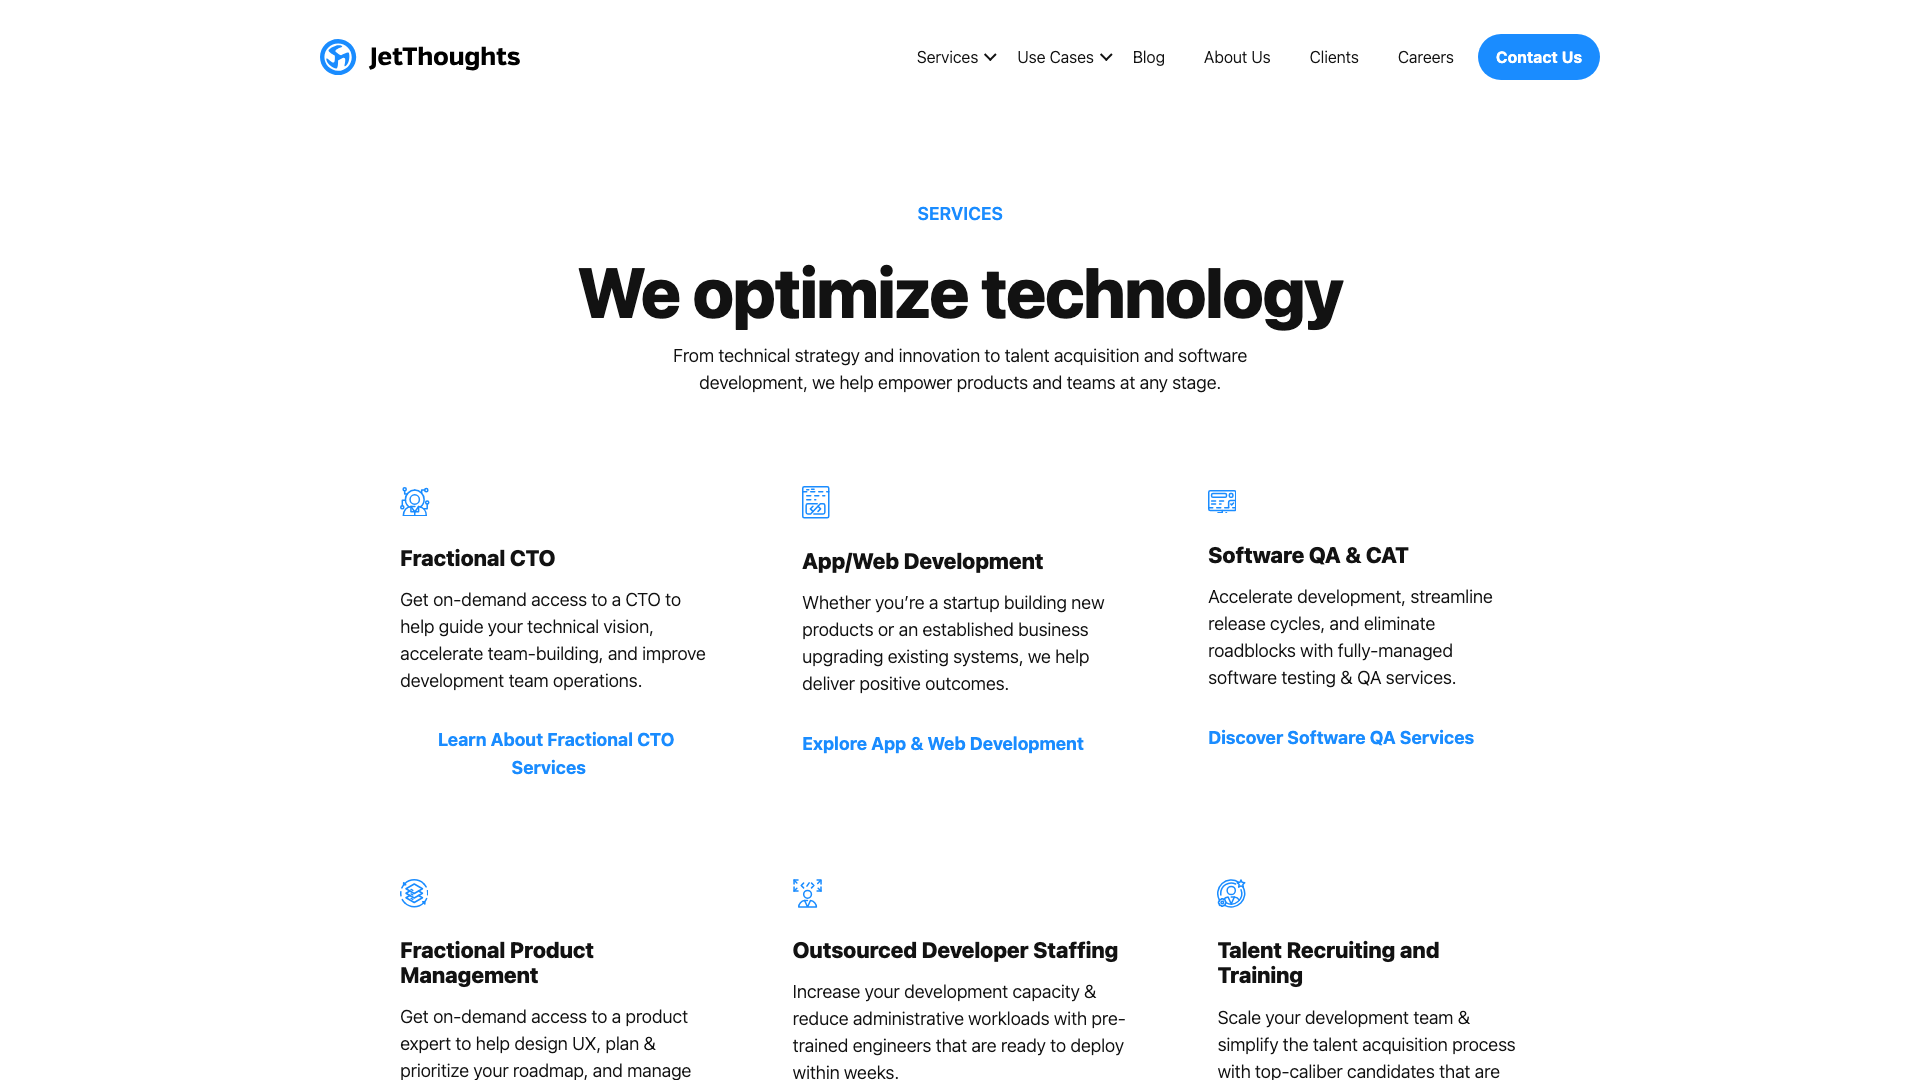 JetThoughts
Services
Use Cases
Blog
About Us
Clients
Careers
Contact Us
SERVICES
We optimize technology
From technical strategy and innovation to talent acquisition and software
development, we help empower products and teams at any stage.
Fractional CTO
Get on-demand access to a CTO to
help guide your technical vision,
accelerate team-building, and improve
development team operations.
Learn About Fractional CTO
Services
App/Web Development
Whether you’re a startup building new
products or an established business
upgrading existing systems, we help
deliver positive outcomes.
Explore App & Web Development
Software QA & CAT
Accelerate development, streamline
release cycles, and eliminate
roadblocks with fully-managed
software testing & QA services.
Discover Software QA Services
Fractional Product
Management
Get on-demand access to a product
expert to help design UX, plan &
prioritize your roadmap, and manage
Outsourced Developer Staffing
Increase your development capacity &
reduce administrative workloads with pre-
trained engineers that are ready to deploy
within weeks.
Talent Recruiting and
Training
Scale your development team &
simplify the talent acquisition process
with top-caliber candidates that are